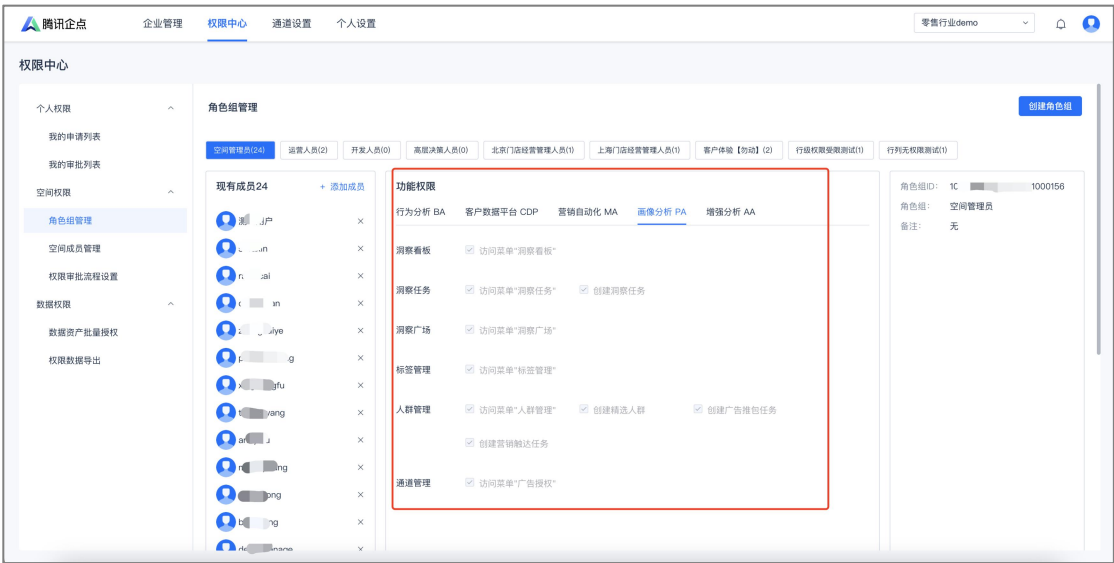 腾讯企点
企业管理 权限中心 通道设置 个人设置
零售行业demo
权限中心
个人权限
我的申请列表
我的审批列表
空间权限
角色组管理
空间成员管理
权限审批流程设置
数据权限
数据资产批量授权
权限数据导出
角色组管理
创建角色组
空间管理员(24) 运营人员(2) 开发人员(0) 高层决策人员(0) 北京门店经营管理人员(1) 上海门店经营管理人员(1) 客户体验【勿动】(2) 行级权限受限测试(1) 行列无权限测试(1)
现有成员24
+ 添加成员
功能权限
行为分析 BA 客户数据平台 CDP 营销自动化 MA 画像分析 PA 增强分析 AA
洞察看板 访问菜单"洞察看板"
洞察任务 访问菜单"洞察任务" 创建洞察任务
洞察广场 访问菜单"洞察广场"
标签管理 访问菜单"标签管理"
人群管理 访问菜单"人群管理" 创建精选人群 创建广告推包任务
创建营销触达任务
通道管理 访问菜单"广告授权"
角色组ID: 1000156
角色组: 空间管理员
备注: 无